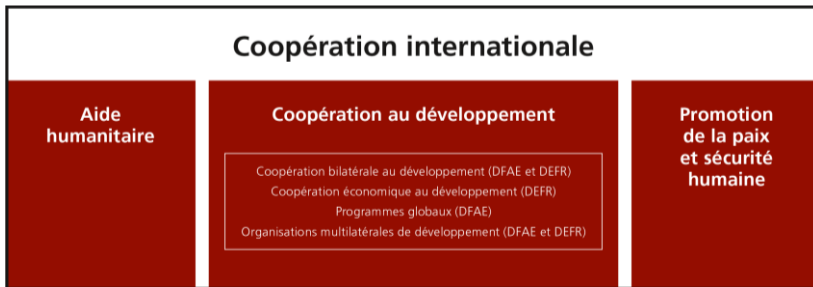 Coopération internationale
Aide
humanitaire
Coopération au développement
Coopération bilatérale au développement (DFAE et DEFR)
Coopération économique au développement (DEFR)
Programmes globaux (DFAE)
Organisations multilatérales de développement (DFAE et DEFR)
Promotion
de la paix
et sécurité
humaine